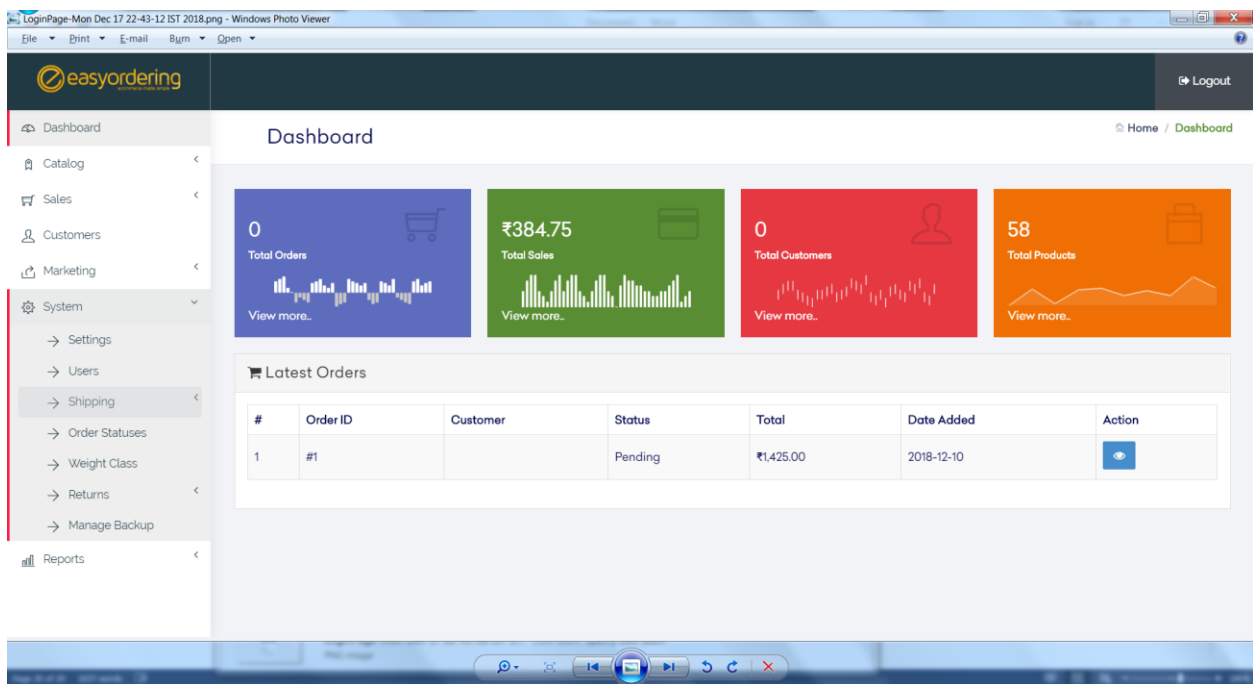 LoginPage-Mon Dec 17 22-43-12 IST 2018.png - Windows Photo Viewer
File Print E-mail Burn Open
easyordering
ecommerce made simple
Logout
Dashboard
Catalog
Sales
Customers
Marketing
System
Settings
Users
Shipping
Order Statuses
Weight Class
Returns
Manage Backup
Reports
Dashboard
Home / Dashboard
0
Total Orders
View more..
₹384.75
Total Sales
View more..
0
Total Customers
View more..
58
Total Products
View more..
Latest Orders
# Order ID Customer Status Total Date Added Action
1 #1 Pending ₹1,425.00 2018-12-10